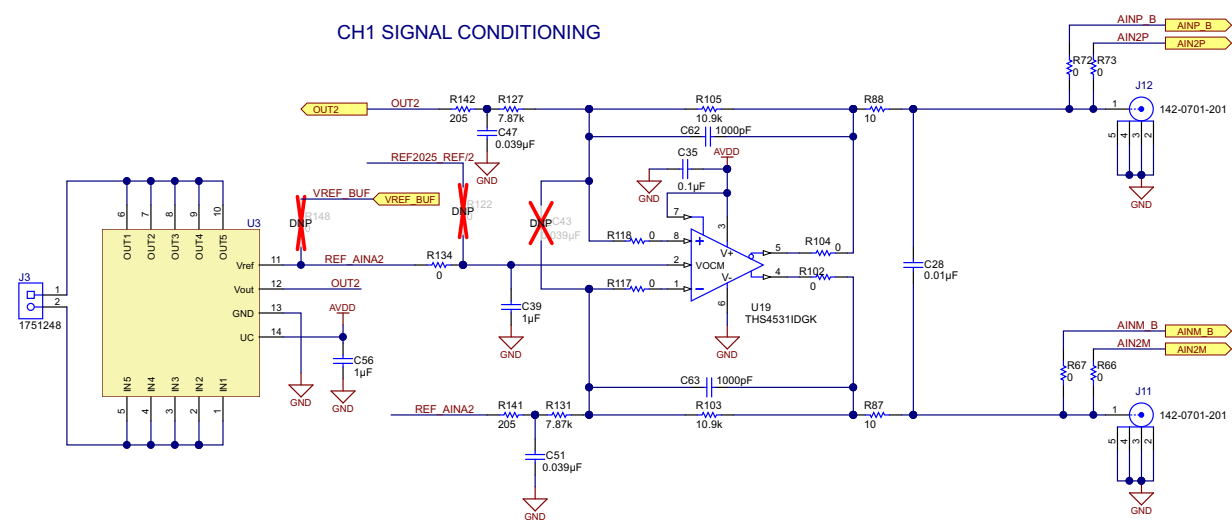 CH1 SIGNAL CONDITIONING
AINP_B
AINP_B
AIN2P
AIN2P
R72
0
R73
0
J12
1
142-0701-201
5
4
3
2
GND
OUT2
OUT2
R142
205
R127
7.87k
C47
0.039µF
GND
R105
10.9k
R88
10
C62
1000pF
REF2025_REF/2
C35
0.1µF
GND
AVDD
VREF_BUF
VREF_BUF
DNP
R148
0
DNP
R122
0
DNP
C43
0.039µF
6
7
8
9
10
OUT1
OUT2
OUT3
OUT4
OUT5
U3
Vref
11
REF_AINA2
Vout
12
OUT2
GND
13
UC
14
AVDD
C56
1µF
GND
GND
IN5
IN4
IN3
IN2
IN1
5
4
3
2
1
J3
1
2
1751248
R134
0
C39
1µF
GND
R118
0
R117
0
7
8
2
1
3
V+
VOCM
V-
5
4
6
R104
0
R102
0
U19
THS4531IDGK
GND
C28
0.01µF
C63
1000pF
REF_AINA2
R141
205
R131
7.87k
R103
10.9k
R87
10
C51
0.039µF
GND
AINM_B
AINM_B
AIN2M
AIN2M
R67
0
R66
0
J11
1
142-0701-201
5
4
3
2
GND